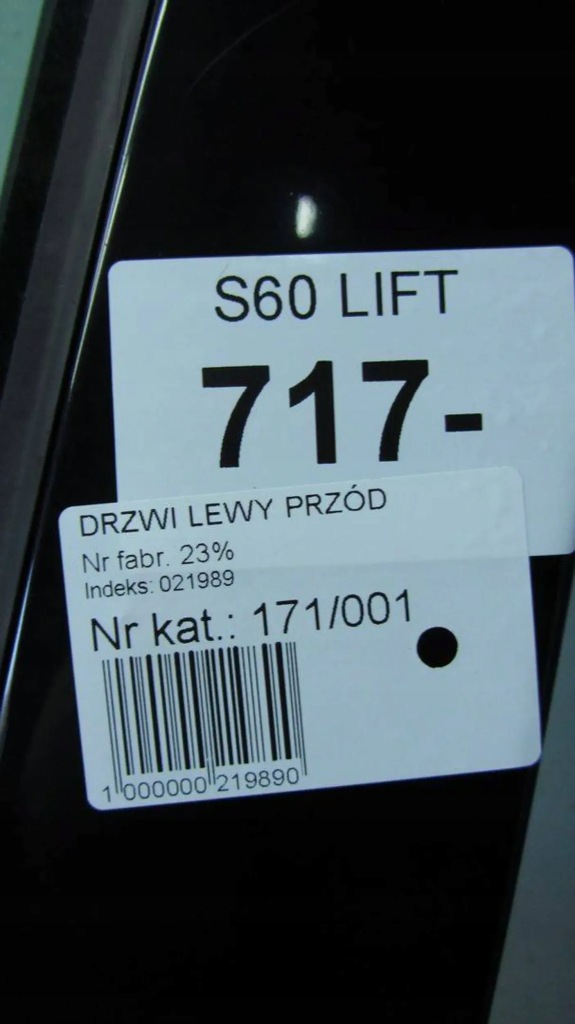 S60 LIFT
717-
DRZWI LEWY PRZÓD
Nr fabr. 23%
Indeks: 021989
Nr kat.: 171/001
1 000000 219890